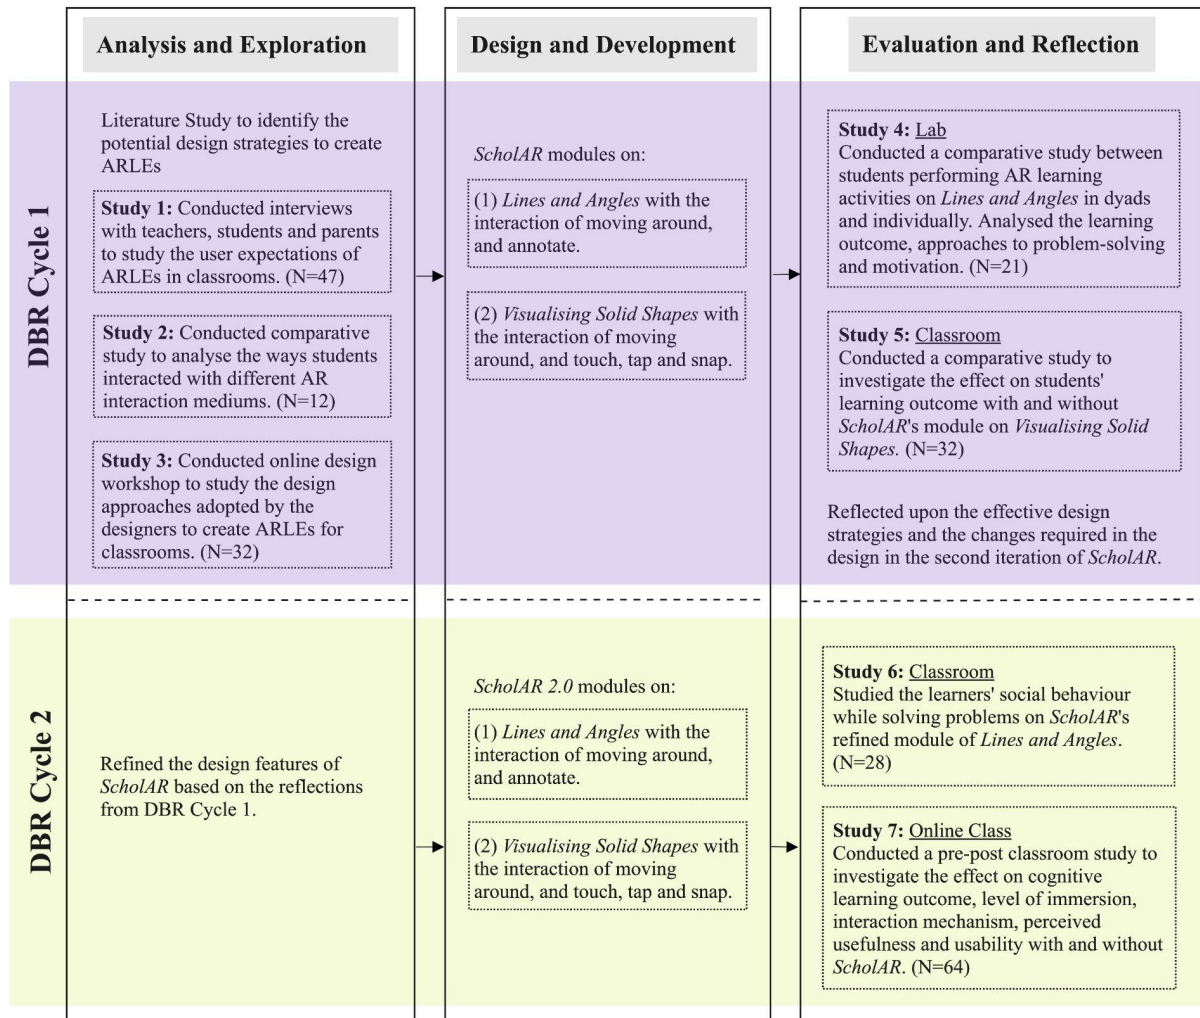 Analysis and Exploration
Design and Development
Evaluation and Reflection
DBR Cycle 1
Literature Study to identify the
potential design strategies to create
ARLEs
Study 1: Conducted interviews
with teachers, students and parents
to study the user expectations of
ARLEs in classrooms. (N=47)
Study 2: Conducted comparative
study to analyse the ways students
interacted with different AR
interaction mediums. (N=12)
Study 3: Conducted online design
workshop to study the design
approaches adopted by the
designers to create ARLEs for
classrooms. (N=32)
ScholAR modules on:
(1) Lines and Angles with the
interaction of moving around,
and annotate.
(2) Visualising Solid Shapes with
the interaction of moving
around, and touch, tap and snap.
Study 4: Lab
Conducted a comparative study between
students performing AR learning
activities on Lines and Angles in dyads
and individually. Analysed the learning
outcome, approaches to problem-solving
and motivation. (N=21)
Study 5: Classroom
Conducted a comparative study to
investigate the effect on students'
learning outcome with and without
ScholAR's module on Visualising Solid
Shapes. (N=32)
Reflected upon the effective design
strategies and the changes required in the
design in the second iteration of ScholAR.
DBR Cycle 2
Refined the design features of
ScholAR based on the reflections
from DBR Cycle 1.
ScholAR 2.0 modules on:
(1) Lines and Angles with the
interaction of moving around,
and annotate.
(2) Visualising Solid Shapes with
the interaction of moving
around, and touch, tap and snap.
Study 6: Classroom
Studied the learners' social behaviour
while solving problems on ScholAR's
refined module of Lines and Angles.
(N=28)
Study 7: Online Class
Conducted a pre-post classroom study to
investigate the effect on cognitive
learning outcome, level of immersion,
interaction mechanism, perceived
usefulness and usability with and without
ScholAR. (N=64)